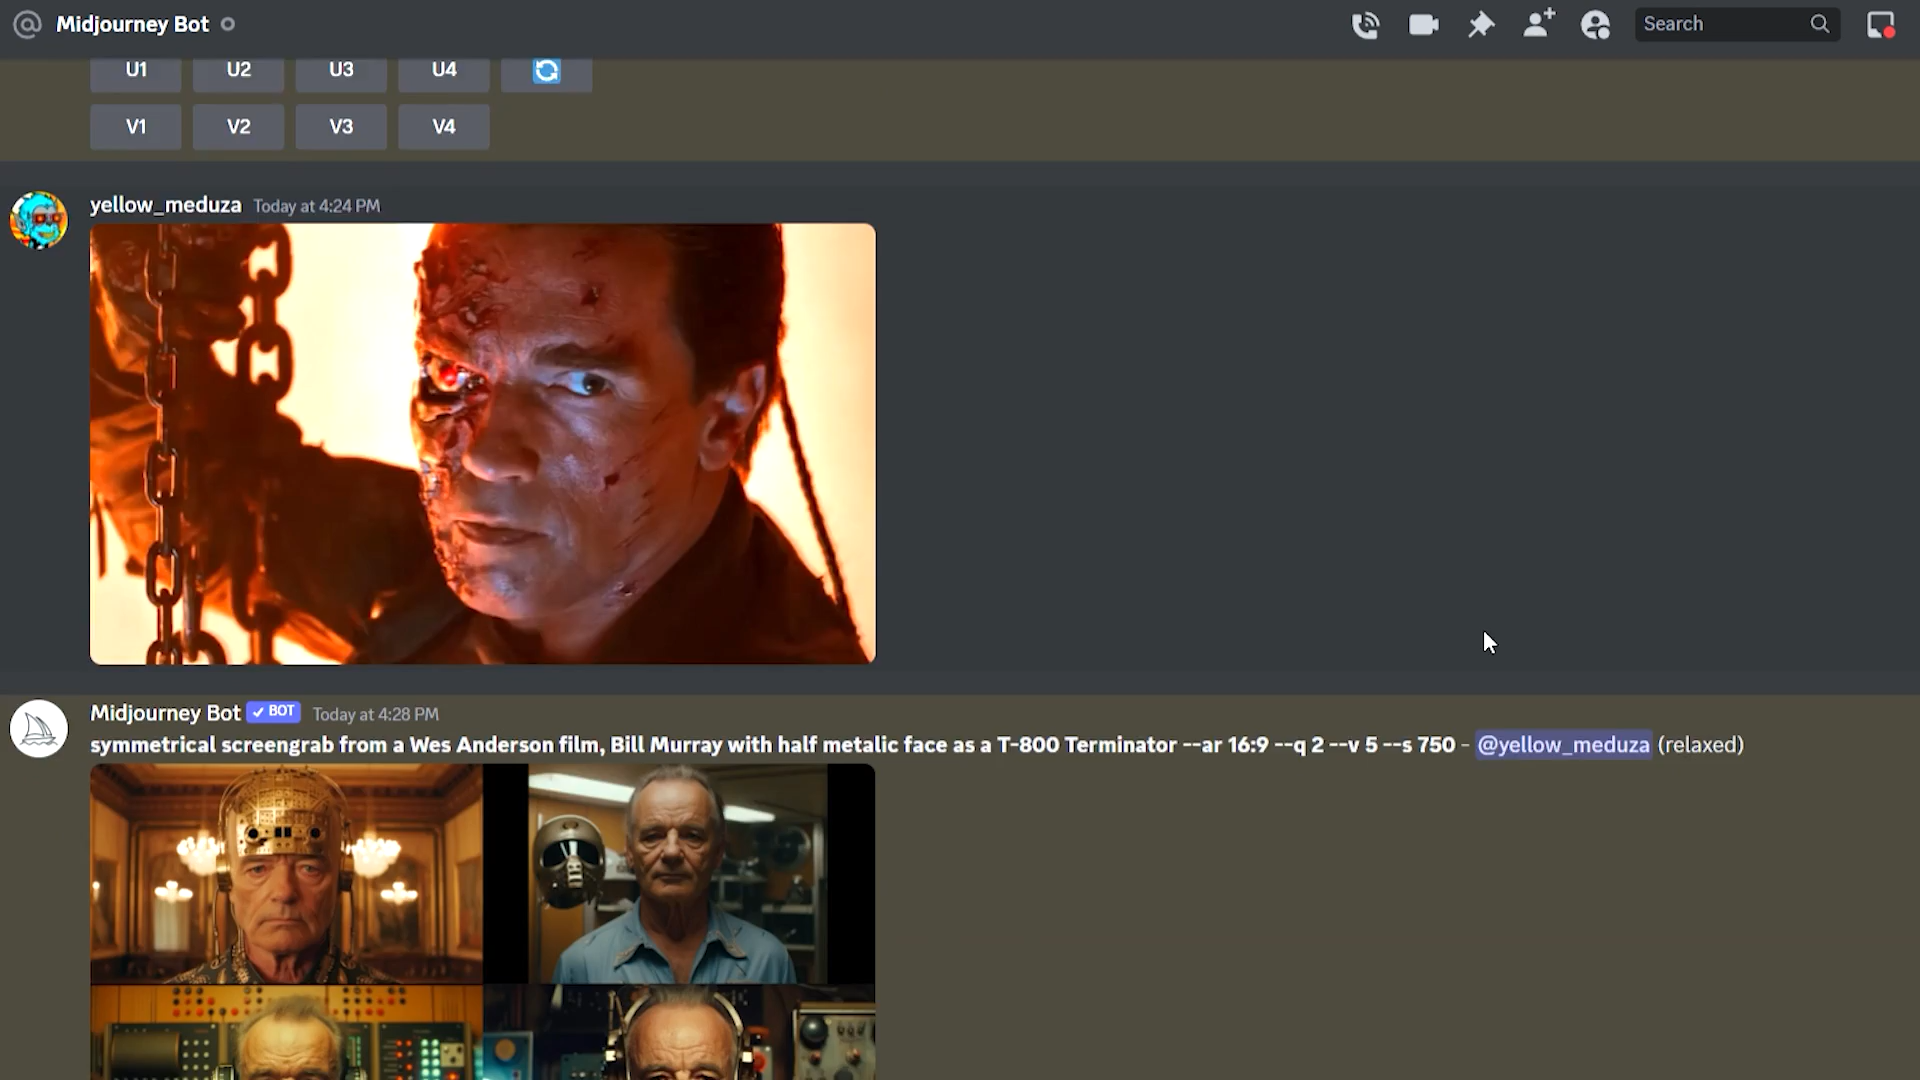 Midjourney Bot
Search
U1 U2 U3 U4
V1 V2 V3 V4
yellow_meduza Today at 4:24 PM
Midjourney Bot BOT Today at 4:28 PM
symmetrical screengrab from a Wes Anderson film, Bill Murray with half metalic face as a T-800 Terminator --ar 16:9 --q 2 --v 5 --s 750 - @yellow_meduza (relaxed)